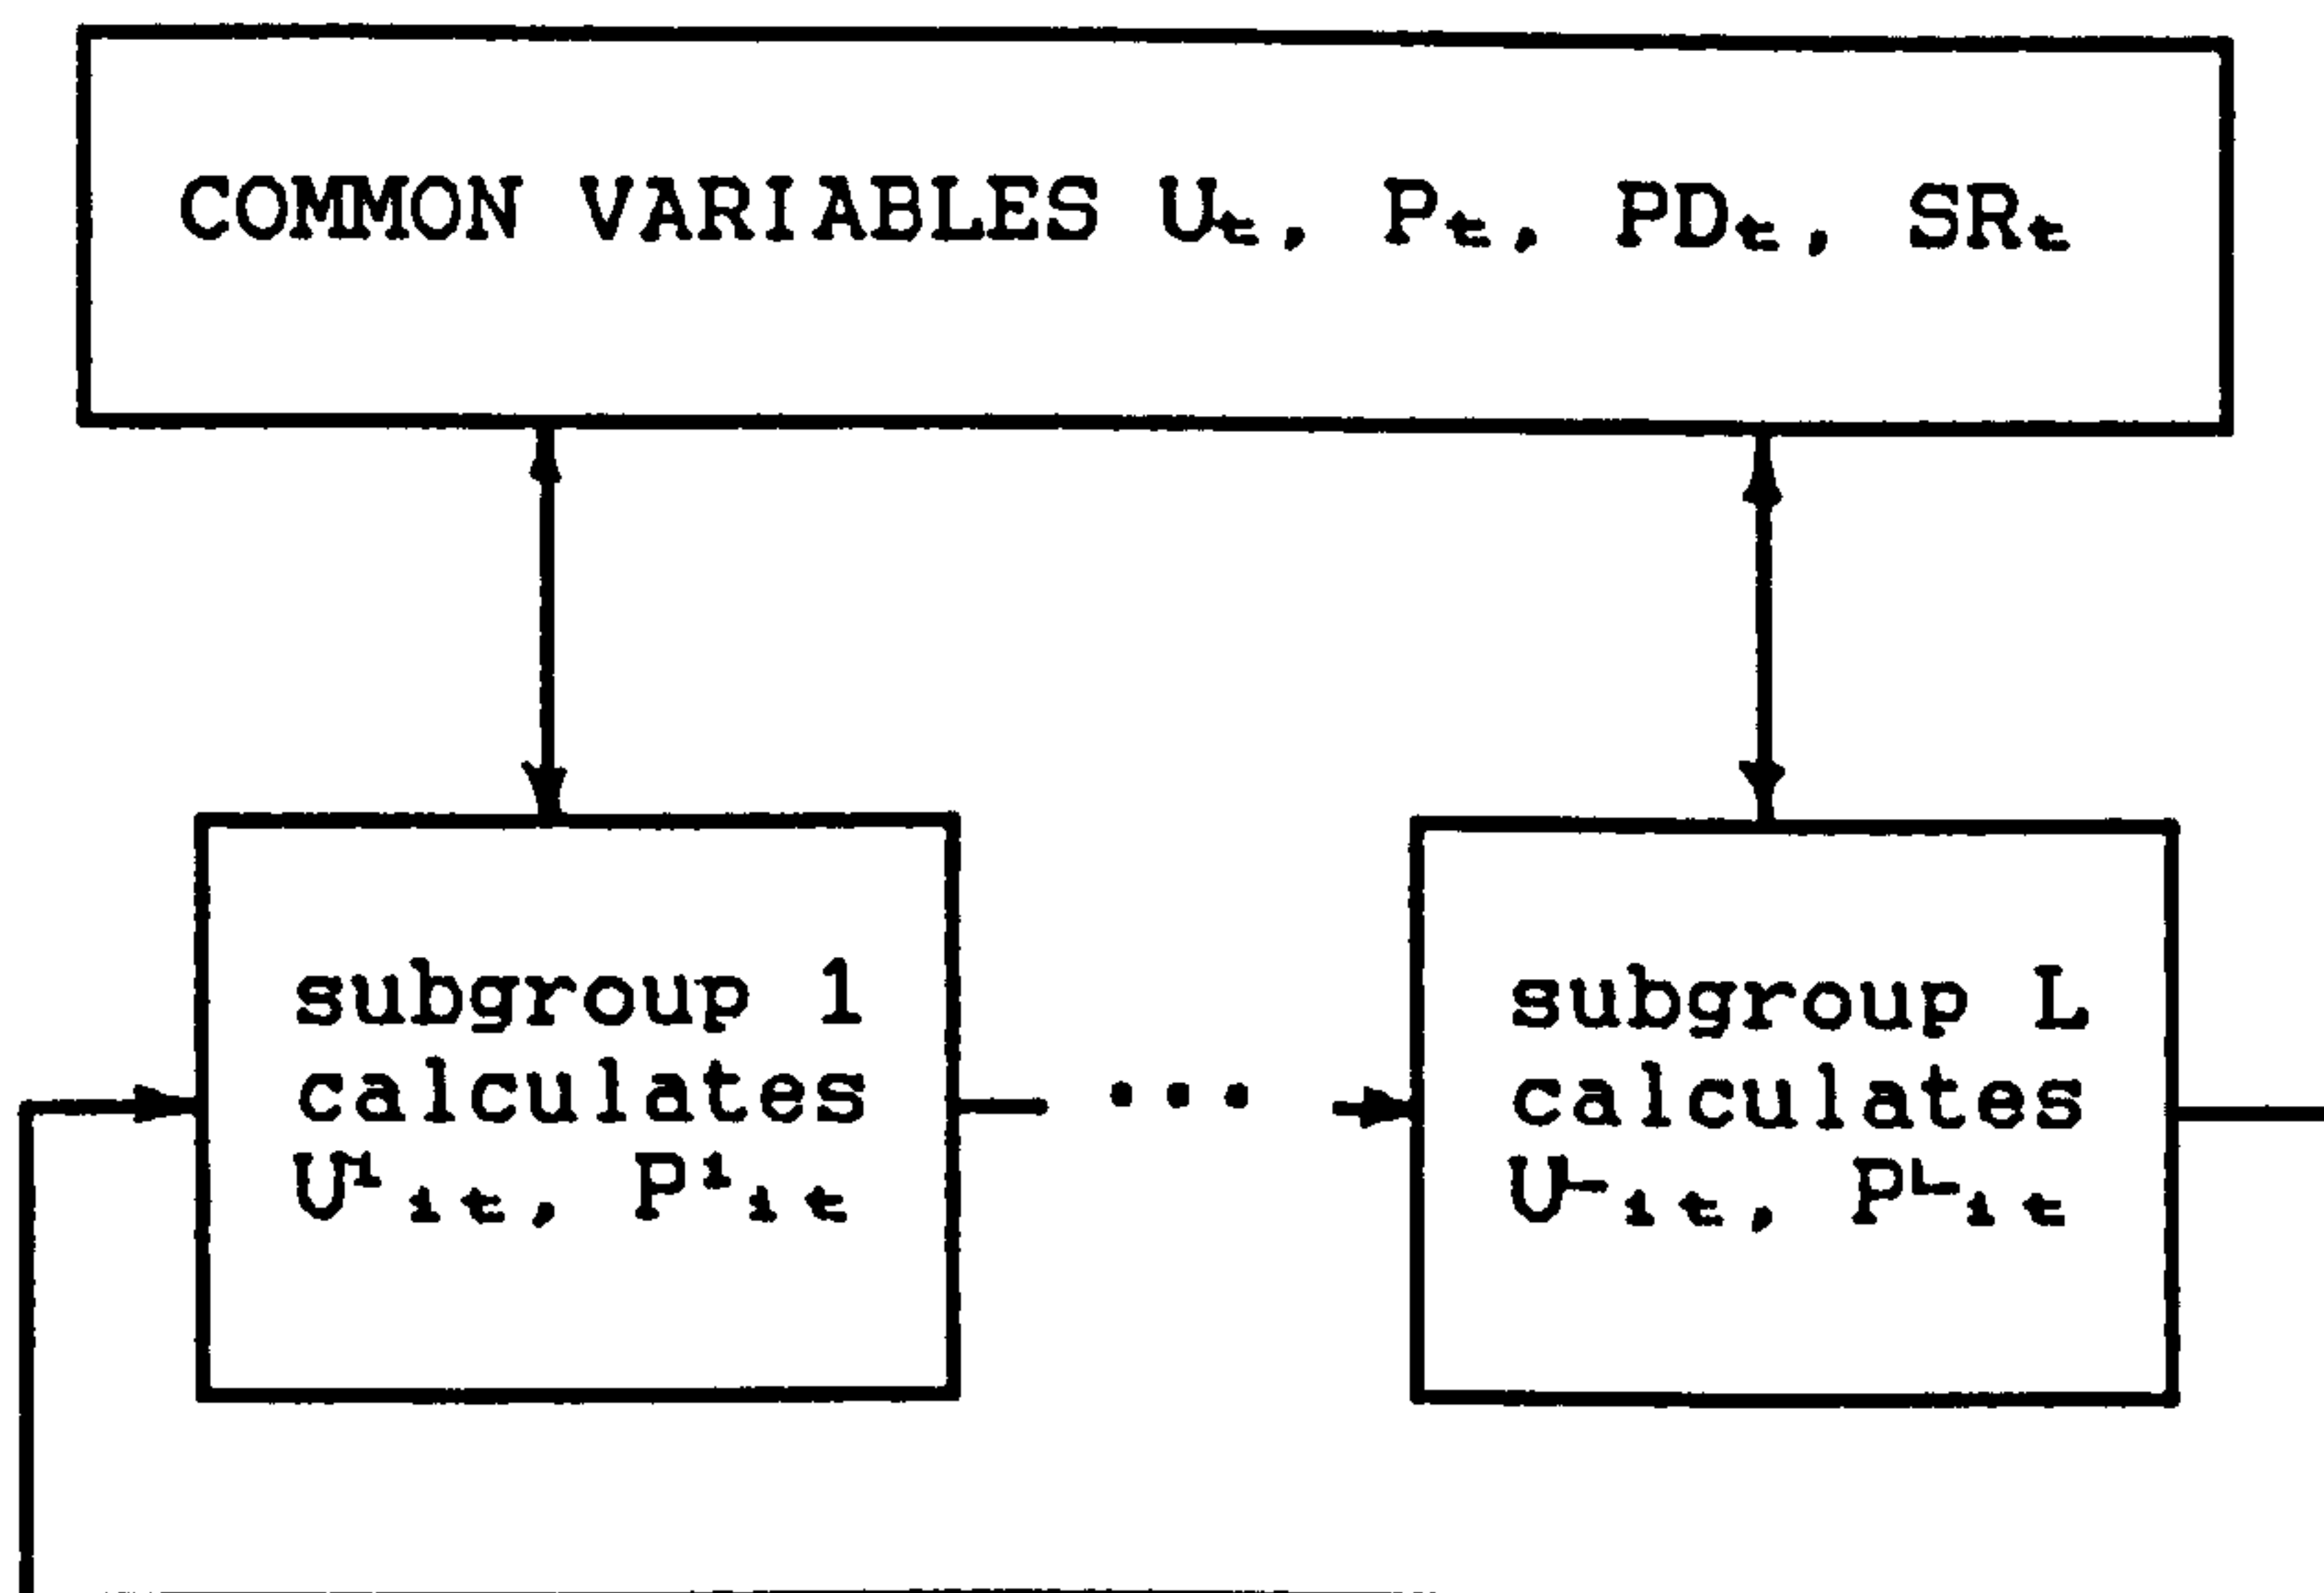 COMMON VARIABLES Uₜ, Pₜ, PDₜ, SRₜ
subgroup 1
calculates
U¹ᵢₜ, P¹ᵢₜ
• • •
subgroup L
calculates
Uᴸᵢₜ, Pᴸᵢₜ